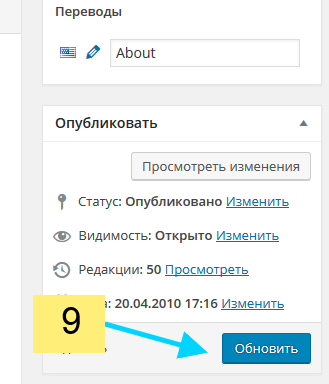 Переводы
About
Опубликовать
Просмотреть изменения
Статус: Опубликовано Изменить
Видимость: Открыто Изменить
Редакции: 50 Просмотреть
20.04.2010 17:16 Изменить
9
Обновить